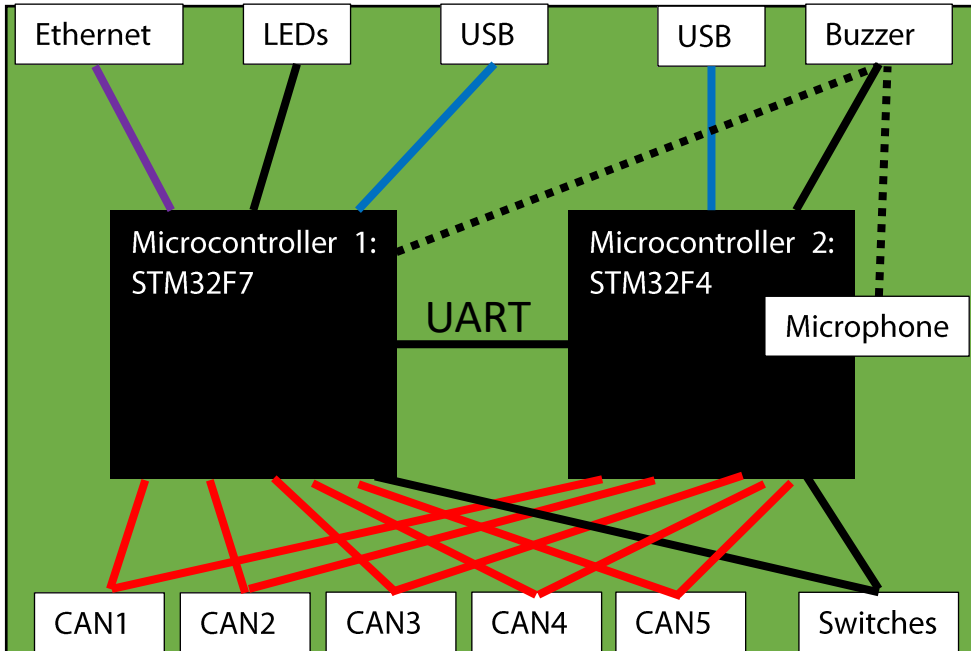 Ethernet
LEDs
USB
USB
Buzzer
Microcontroller 1:
STM32F7
Microcontroller 2:
STM32F4
UART
Microphone
CAN1
CAN2
CAN3
CAN4
CAN5
Switches